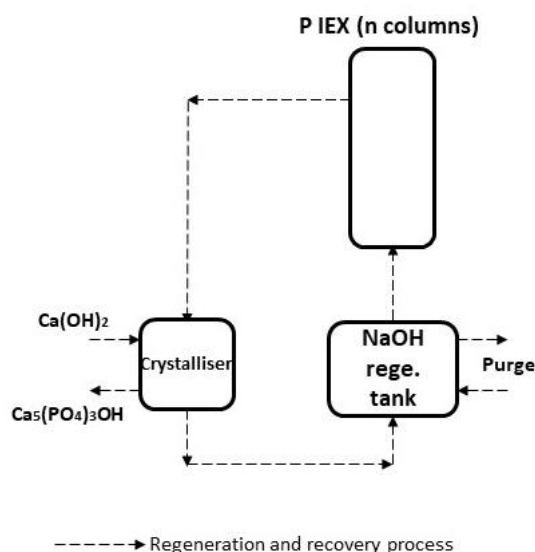 P IEX (n columns)
Ca(OH)₂
Crystalliser
Ca₅(PO₄)₃OH
NaOH
rege.
tank
Purge
Regeneration and recovery process